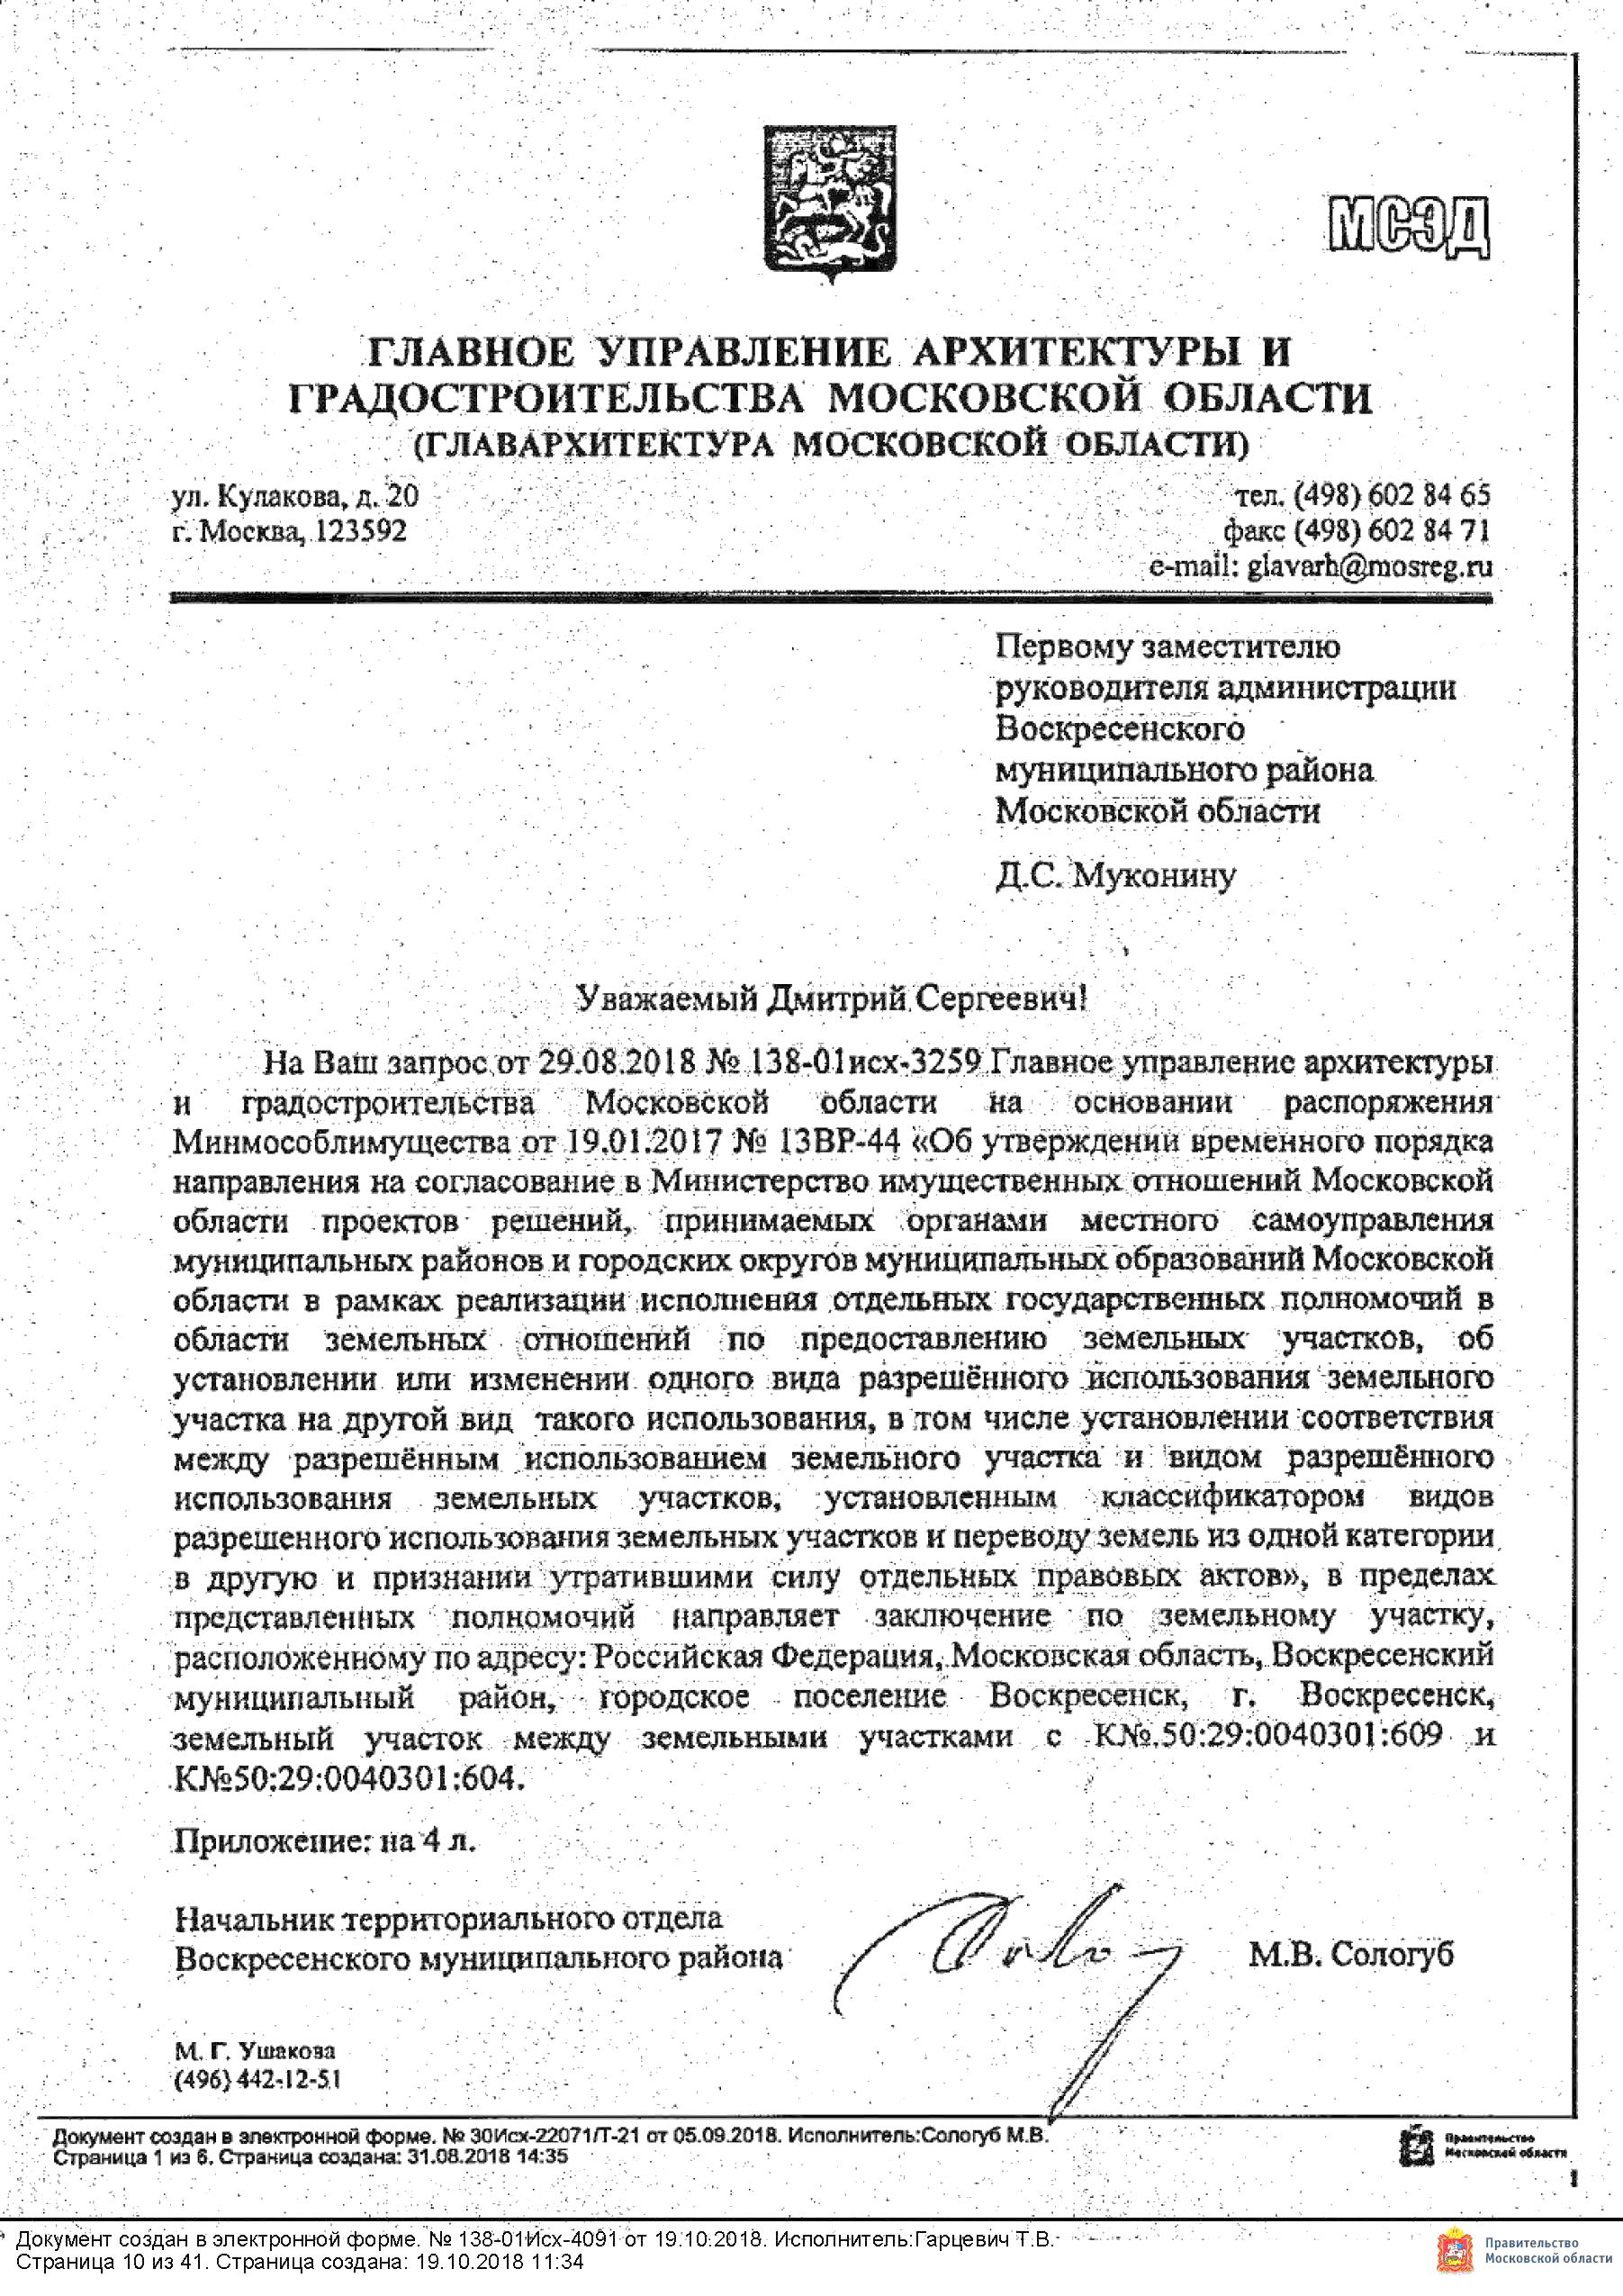 МСЭД
ГЛАВНОЕ УПРАВЛЕНИЕ АРХИТЕКТУРЫ И
ГРАДОСТРОИТЕЛЬСТВА МОСКОВСКОЙ ОБЛАСТИ
(ГЛАВАРХИТЕКТУРА МОСКОВСКОЙ ОБЛАСТИ)
ул. Кулакова, д. 20
г. Москва, 123592
тел. (498) 602 84 65
факс (498) 602 84 71
e-mail: glavarh@mosreg.ru
Первому заместителю
руководителя администрации
Воскресенского
муниципального района
Московской области
Д.С. Муконину
Уважаемый Дмитрий Сергеевич!
На Ваш запрос от 29.08.2018 № 138-01исх-3259 Главное управление архитектуры
и градостроительства Московской области на основании распоряжения
Минмособлимущества от 19.01.2017 № 13ВР-44 «Об утверждении временного порядка
направления на согласование в Министерство имущественных отношений Московской
области проектов решений, принимаемых органами местного самоуправления
муниципальных районов и городских округов муниципальных образований Московской
области в рамках реализации исполнения отдельных государственных полномочий в
области земельных отношений по предоставлению земельных участков, об
установлении или изменении одного вида разрешённого использования земельного
участка на другой вид такого использования, в том числе установлении соответствия
между разрешённым использованием земельного участка и видом разрешённого
использования земельных участков, установленным классификатором видов
разрешенного использования земельных участков и переводу земель из одной категории
в другую и признании утратившими силу отдельных правовых актов», в пределах
представленных полномочий направляет заключение по земельному участку,
расположенному по адресу: Российская Федерация, Московская область, Воскресенский
муниципальный район, городское поселение Воскресенск, г. Воскресенск,
земельный участок между земельными участками с К№.50:29:0040301:609 и
К№50:29:0040301:604.
Приложение: на 4 л.
Начальник территориального отдела
Воскресенского муниципального района
М.В. Сологуб
М. Г. Ушакова
(496) 442-12-51
Документ создан в электронной форме. № 30Исх-22071/Т-21 от 05.09.2018. Исполнитель:Сологуб М.В.
Страница 1 из 6. Страница создана: 31.08.2018 14:35
Правительство
Московской области
1
Документ создан в электронной форме. № 138-01Исх-4091 от 19.10.2018. Исполнитель:Гарцевич Т.В.
Страница 10 из 41. Страница создана: 19.10.2018 11:34
Правительство
Московской области